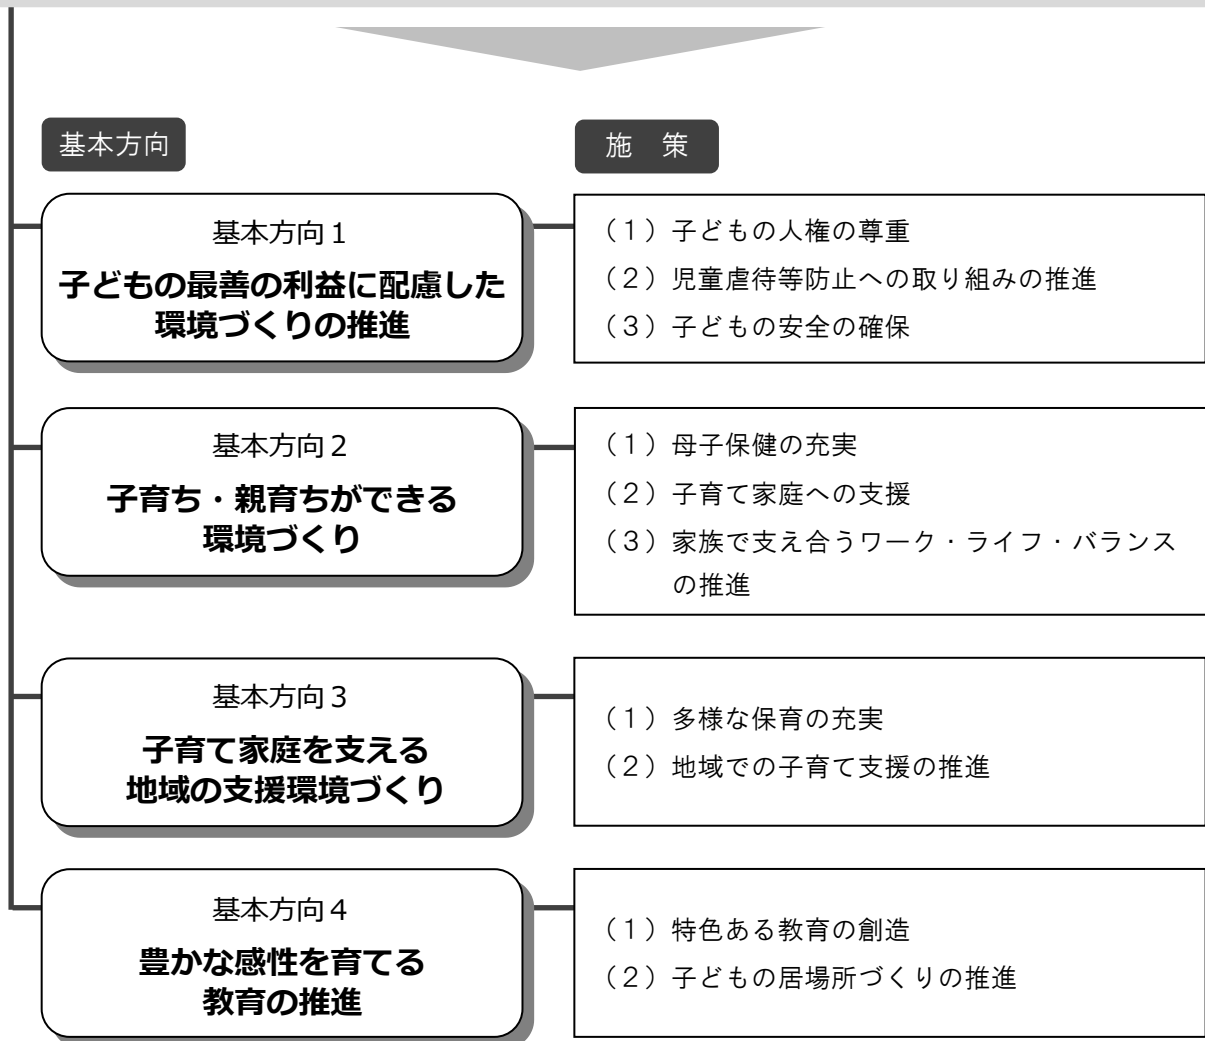 基本方向
施　策
基本方向１
子どもの最善の利益に配慮した
環境づくりの推進
（１）子どもの人権の尊重
（２）児童虐待等防止への取り組みの推進
（３）子どもの安全の確保
基本方向２
子育ち・親育ちができる
環境づくり
（１）母子保健の充実
（２）子育て家庭への支援
（３）家族で支え合うワーク・ライフ・バランス
の推進
基本方向３
子育て家庭を支える
地域の支援環境づくり
（１）多様な保育の充実
（２）地域での子育て支援の推進
基本方向４
豊かな感性を育てる
教育の推進
（１）特色ある教育の創造
（２）子どもの居場所づくりの推進